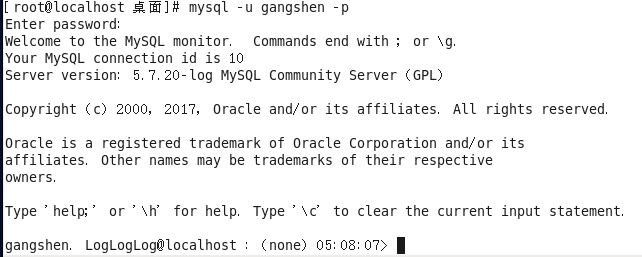 [root@localhost 桌面]# mysql -u gangshen -p
Enter password:
Welcome to the MySQL monitor.  Commands end with ; or \g.
Your MySQL connection id is 10
Server version: 5.7.20-log MySQL Community Server (GPL)
Copyright (c) 2000, 2017, Oracle and/or its affiliates. All rights reserved.
Oracle is a registered trademark of Oracle Corporation and/or its
affiliates. Other names may be trademarks of their respective
owners.
Type 'help;' or '\h' for help. Type '\c' to clear the current input statement.
gangshen. LogLogLog@localhost : (none) 05:08:07>